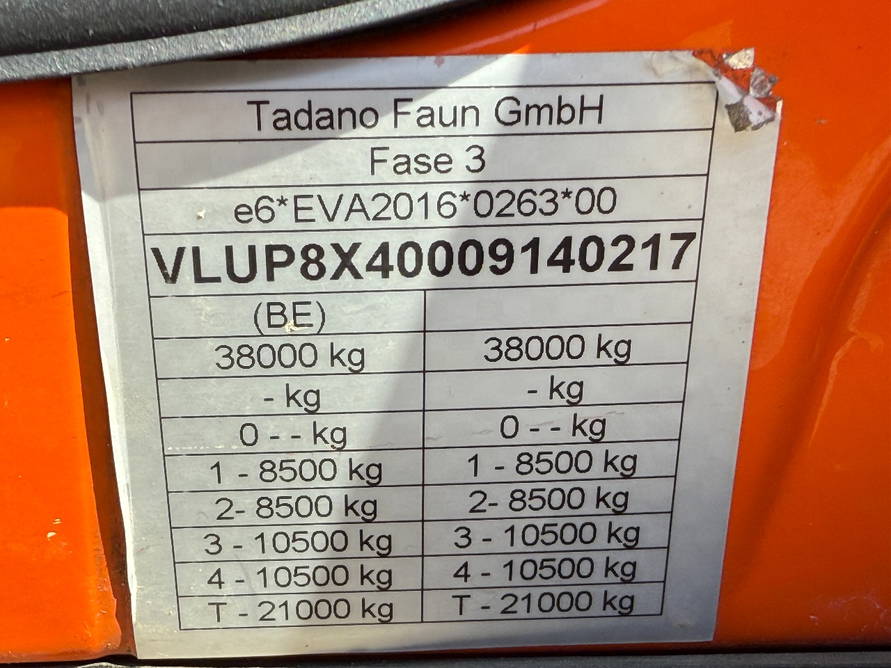 Tadano Faun GmbH
Fase 3
e6*EVA2016*0263*00
VLUP8X40009140217
(BE)
38000 kg 38000 kg
- kg - kg
0 - - kg 0 - - kg
1 - 8500 kg 1 - 8500 kg
2- 8500 kg 2- 8500 kg
3 - 10500 kg 3 - 10500 kg
4 - 10500 kg 4 - 10500 kg
T - 21000 kg T - 21000 kg